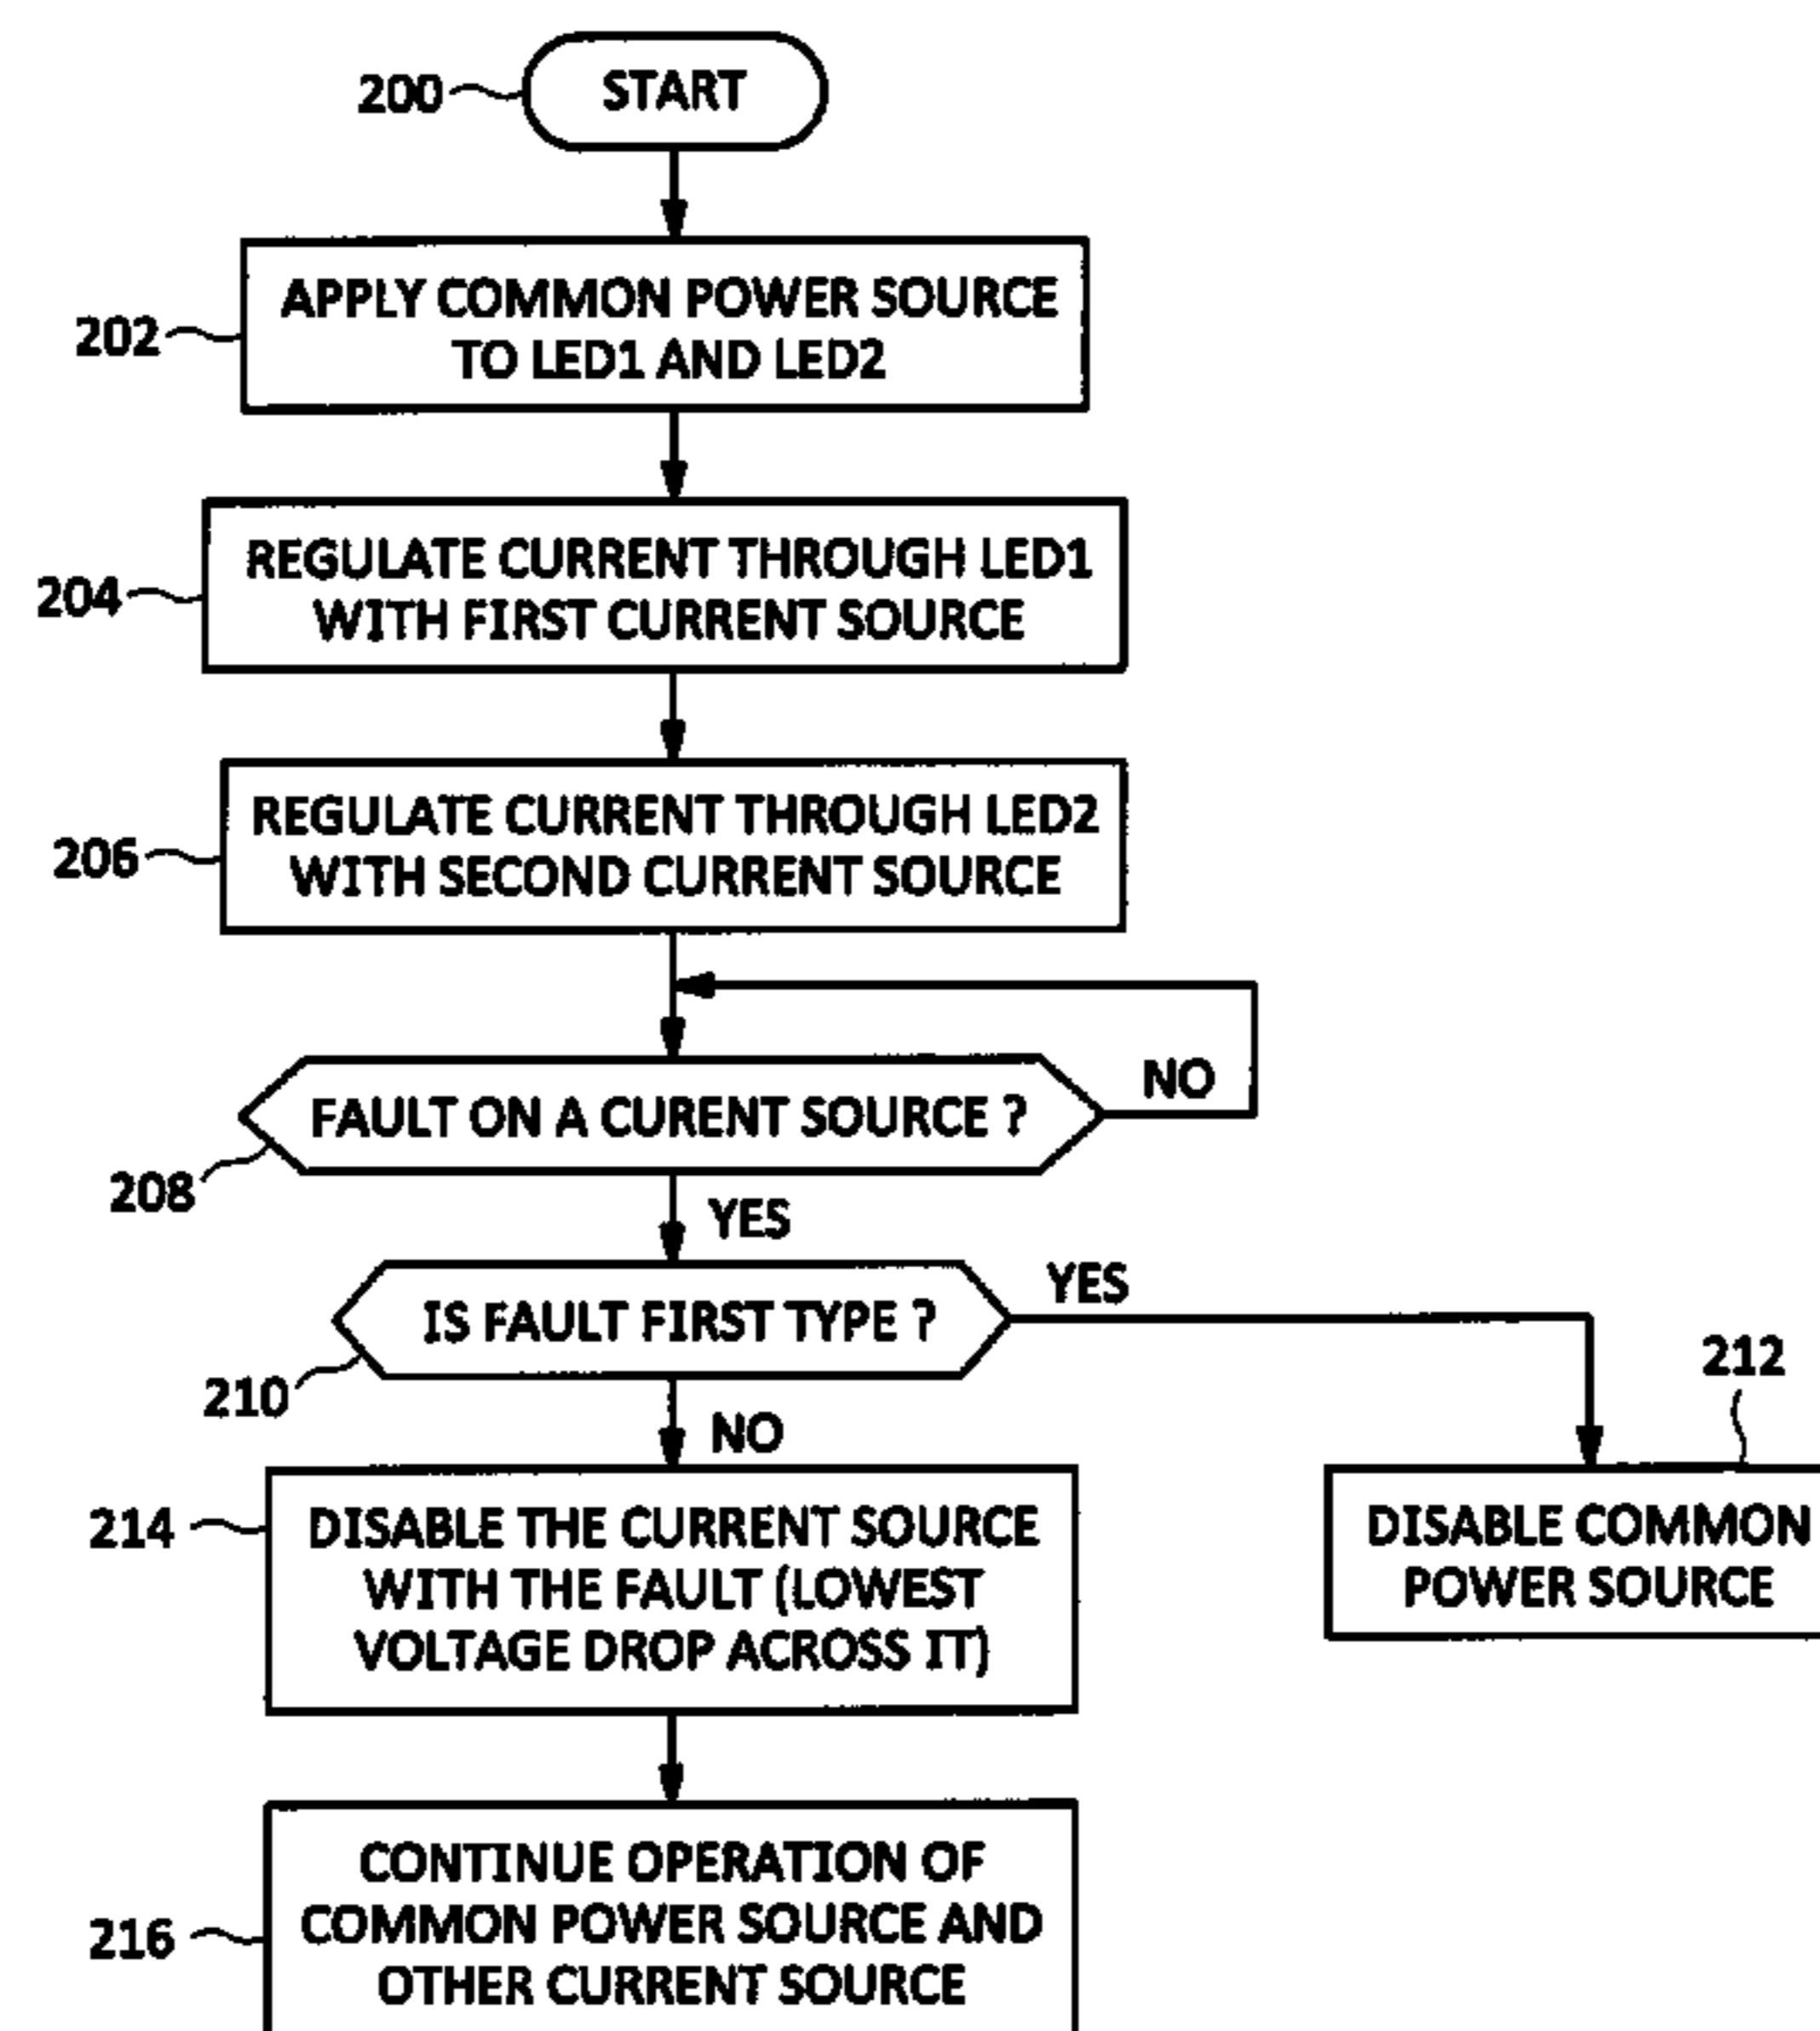 200
START
202
APPLY COMMON POWER SOURCE
TO LED1 AND LED2
204
REGULATE CURRENT THROUGH LED1
WITH FIRST CURRENT SOURCE
206
REGULATE CURRENT THROUGH LED2
WITH SECOND CURRENT SOURCE
NO
FAULT ON A CURENT SOURCE ?
208
YES
YES
IS FAULT FIRST TYPE ?
210
212
NO
214
DISABLE THE CURRENT SOURCE
WITH THE FAULT (LOWEST
VOLTAGE DROP ACROSS IT)
DISABLE COMMON
POWER SOURCE
216
CONTINUE OPERATION OF
COMMON POWER SOURCE AND
OTHER CURRENT SOURCE